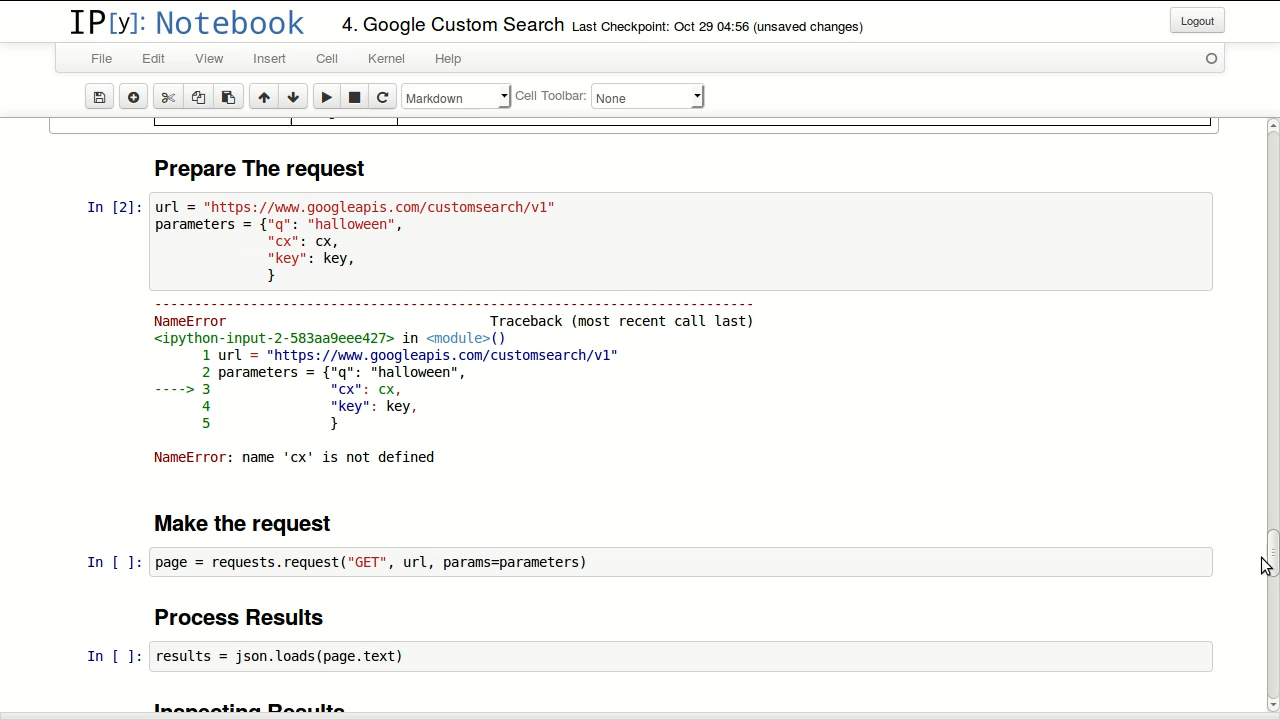 IP[y]: Notebook 4. Google Custom Search Last Checkpoint: Oct 29 04:56 (unsaved changes) Logout
File Edit View Insert Cell Kernel Help
Markdown Cell Toolbar: None
Prepare The request
In [2]: url = "https://www.googleapis.com/customsearch/v1"
parameters = {"q": "halloween",
"cx": cx,
"key": key,
}
---------------------------------------------------------------------------
NameError Traceback (most recent call last)
<ipython-input-2-583aa9eee427> in <module>()
1 url = "https://www.googleapis.com/customsearch/v1"
2 parameters = {"q": "halloween",
----> 3 "cx": cx,
4 "key": key,
5 }
NameError: name 'cx' is not defined
Make the request
In [ ]: page = requests.request("GET", url, params=parameters)
Process Results
In [ ]: results = json.loads(page.text)
Inspecting Results